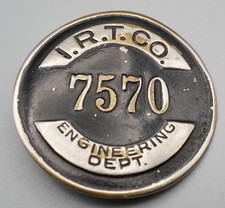 I.R.T.CO.
7570
ENGINEERING
DEPT.